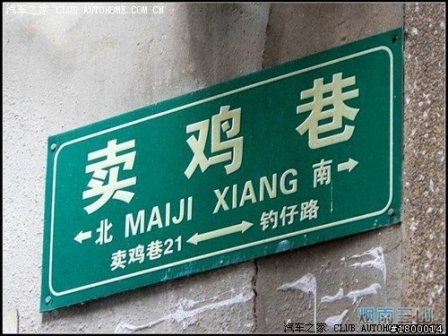 汽车之家 CLUB.AUTOHOME.COM.CN
卖鸡巷
←北 MAIJI XIANG 南→
卖鸡巷21 ←→ 钓仔路
汽车之家 CLUB.AUTOHOME
#1800014